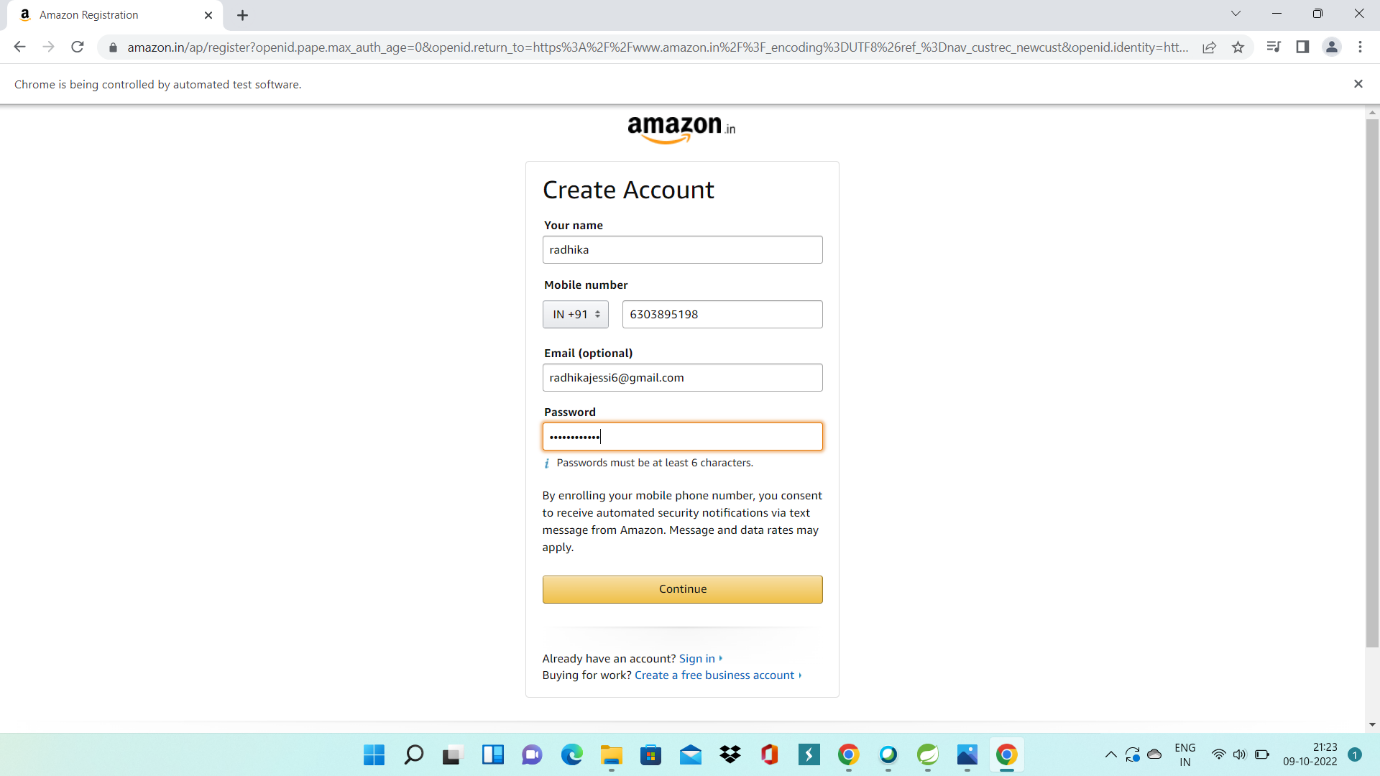 Amazon Registration
amazon.in/ap/register?openid.pape.max_auth_age=0&openid.return_to=https%3A%2F%2Fwww.amazon.in%2F%3F_encoding%3DUTF8%26ref_%3Dnav_custrec_newcust&openid.identity=htt...
Chrome is being controlled by automated test software.
amazon.in
Create Account
Your name
radhika
Mobile number
IN +91 6303895198
Email (optional)
radhikajessi6@gmail.com
Password
••••••••••••
i Passwords must be at least 6 characters.
By enrolling your mobile phone number, you consent
to receive automated security notifications via text
message from Amazon. Message and data rates may
apply.
Continue
Already have an account? Sign in
Buying for work? Create a free business account
ENG 21:23
IN 09-10-2022 1